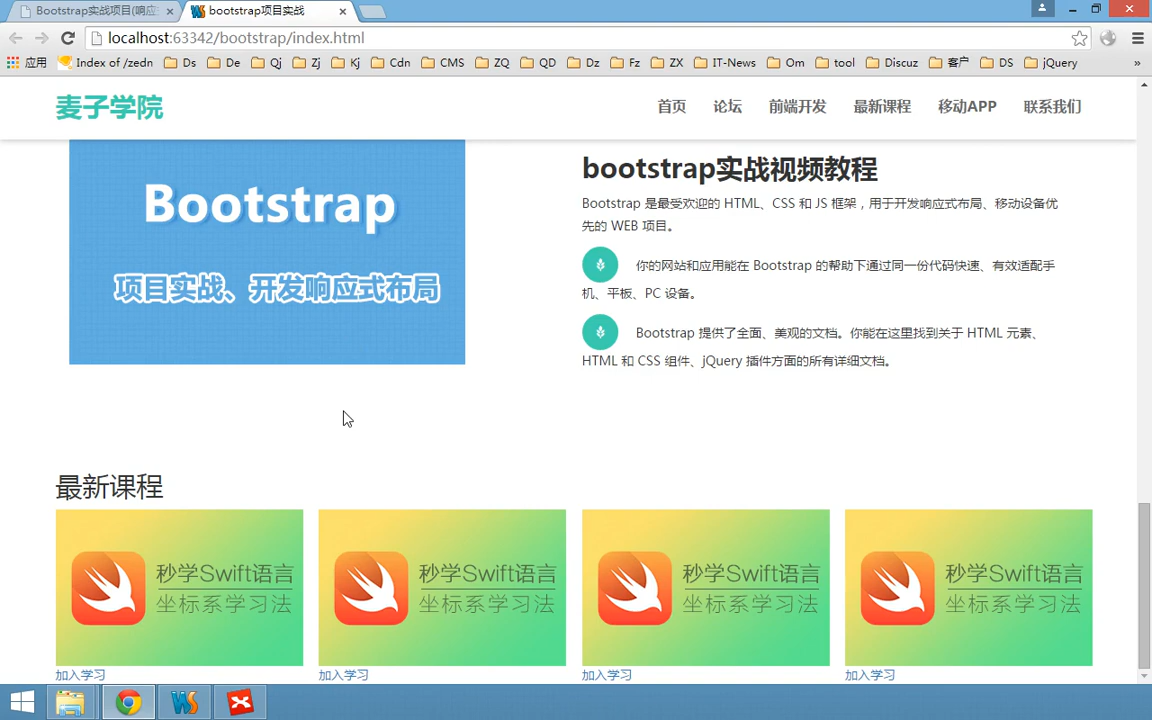 Bootstrap实战项目(响应
bootstrap项目实战
localhost:63342/bootstrap/index.html
应用 Index of /zedn Ds De Qj Zj Kj Cdn CMS ZQ QD Dz Fz ZX IT-News Om tool Discuz 客户 DS jQuery »
麦子学院
首页 论坛 前端开发 最新课程 移动APP 联系我们
Bootstrap
项目实战、开发响应式布局
bootstrap实战视频教程
Bootstrap 是最受欢迎的 HTML、CSS 和 JS 框架，用于开发响应式布局、移动设备优
先的 WEB 项目。
你的网站和应用能在 Bootstrap 的帮助下通过同一份代码快速、有效适配手
机、平板、PC 设备。
Bootstrap 提供了全面、美观的文档。你能在这里找到关于 HTML 元素、
HTML 和 CSS 组件、jQuery 插件方面的所有详细文档。
最新课程
秒学Swift语言
坐标系学习法
加入学习
秒学Swift语言
坐标系学习法
加入学习
秒学Swift语言
坐标系学习法
加入学习
秒学Swift语言
坐标系学习法
加入学习